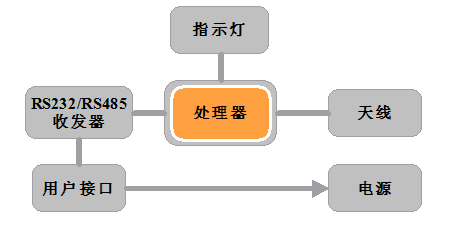 指示灯
RS232/RS485
收发器
处理器
天线
用户接口
电源